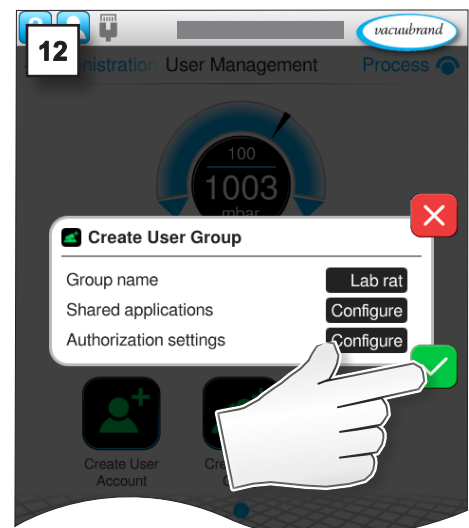 vacuubrand
12
nistration User Management Process
100
1003
mbar
Create User Group
Group name Lab rat
Shared applications Configure
Authorization settings Configure
Create User
Account